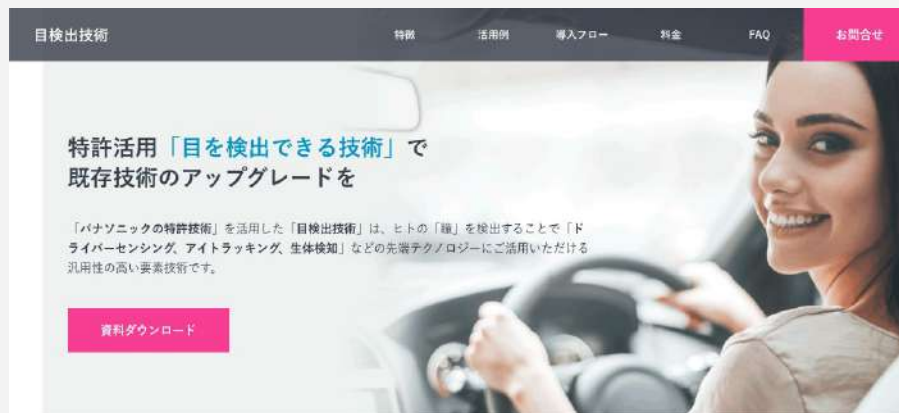 目検出技術
特徴
活用例
導入フロー
料金
FAQ
お問合せ
特許活用「目を検出できる技術」で
既存技術のアップグレードを
「パナソニックの特許技術」を活用した「目検出技術」は、ヒトの「瞳」を検出することで「ド
ライバーセンシング、アイトラッキング、生体検知」などの先端テクノロジーにご活用いただける
汎用性の高い要素技術です。
資料ダウンロード